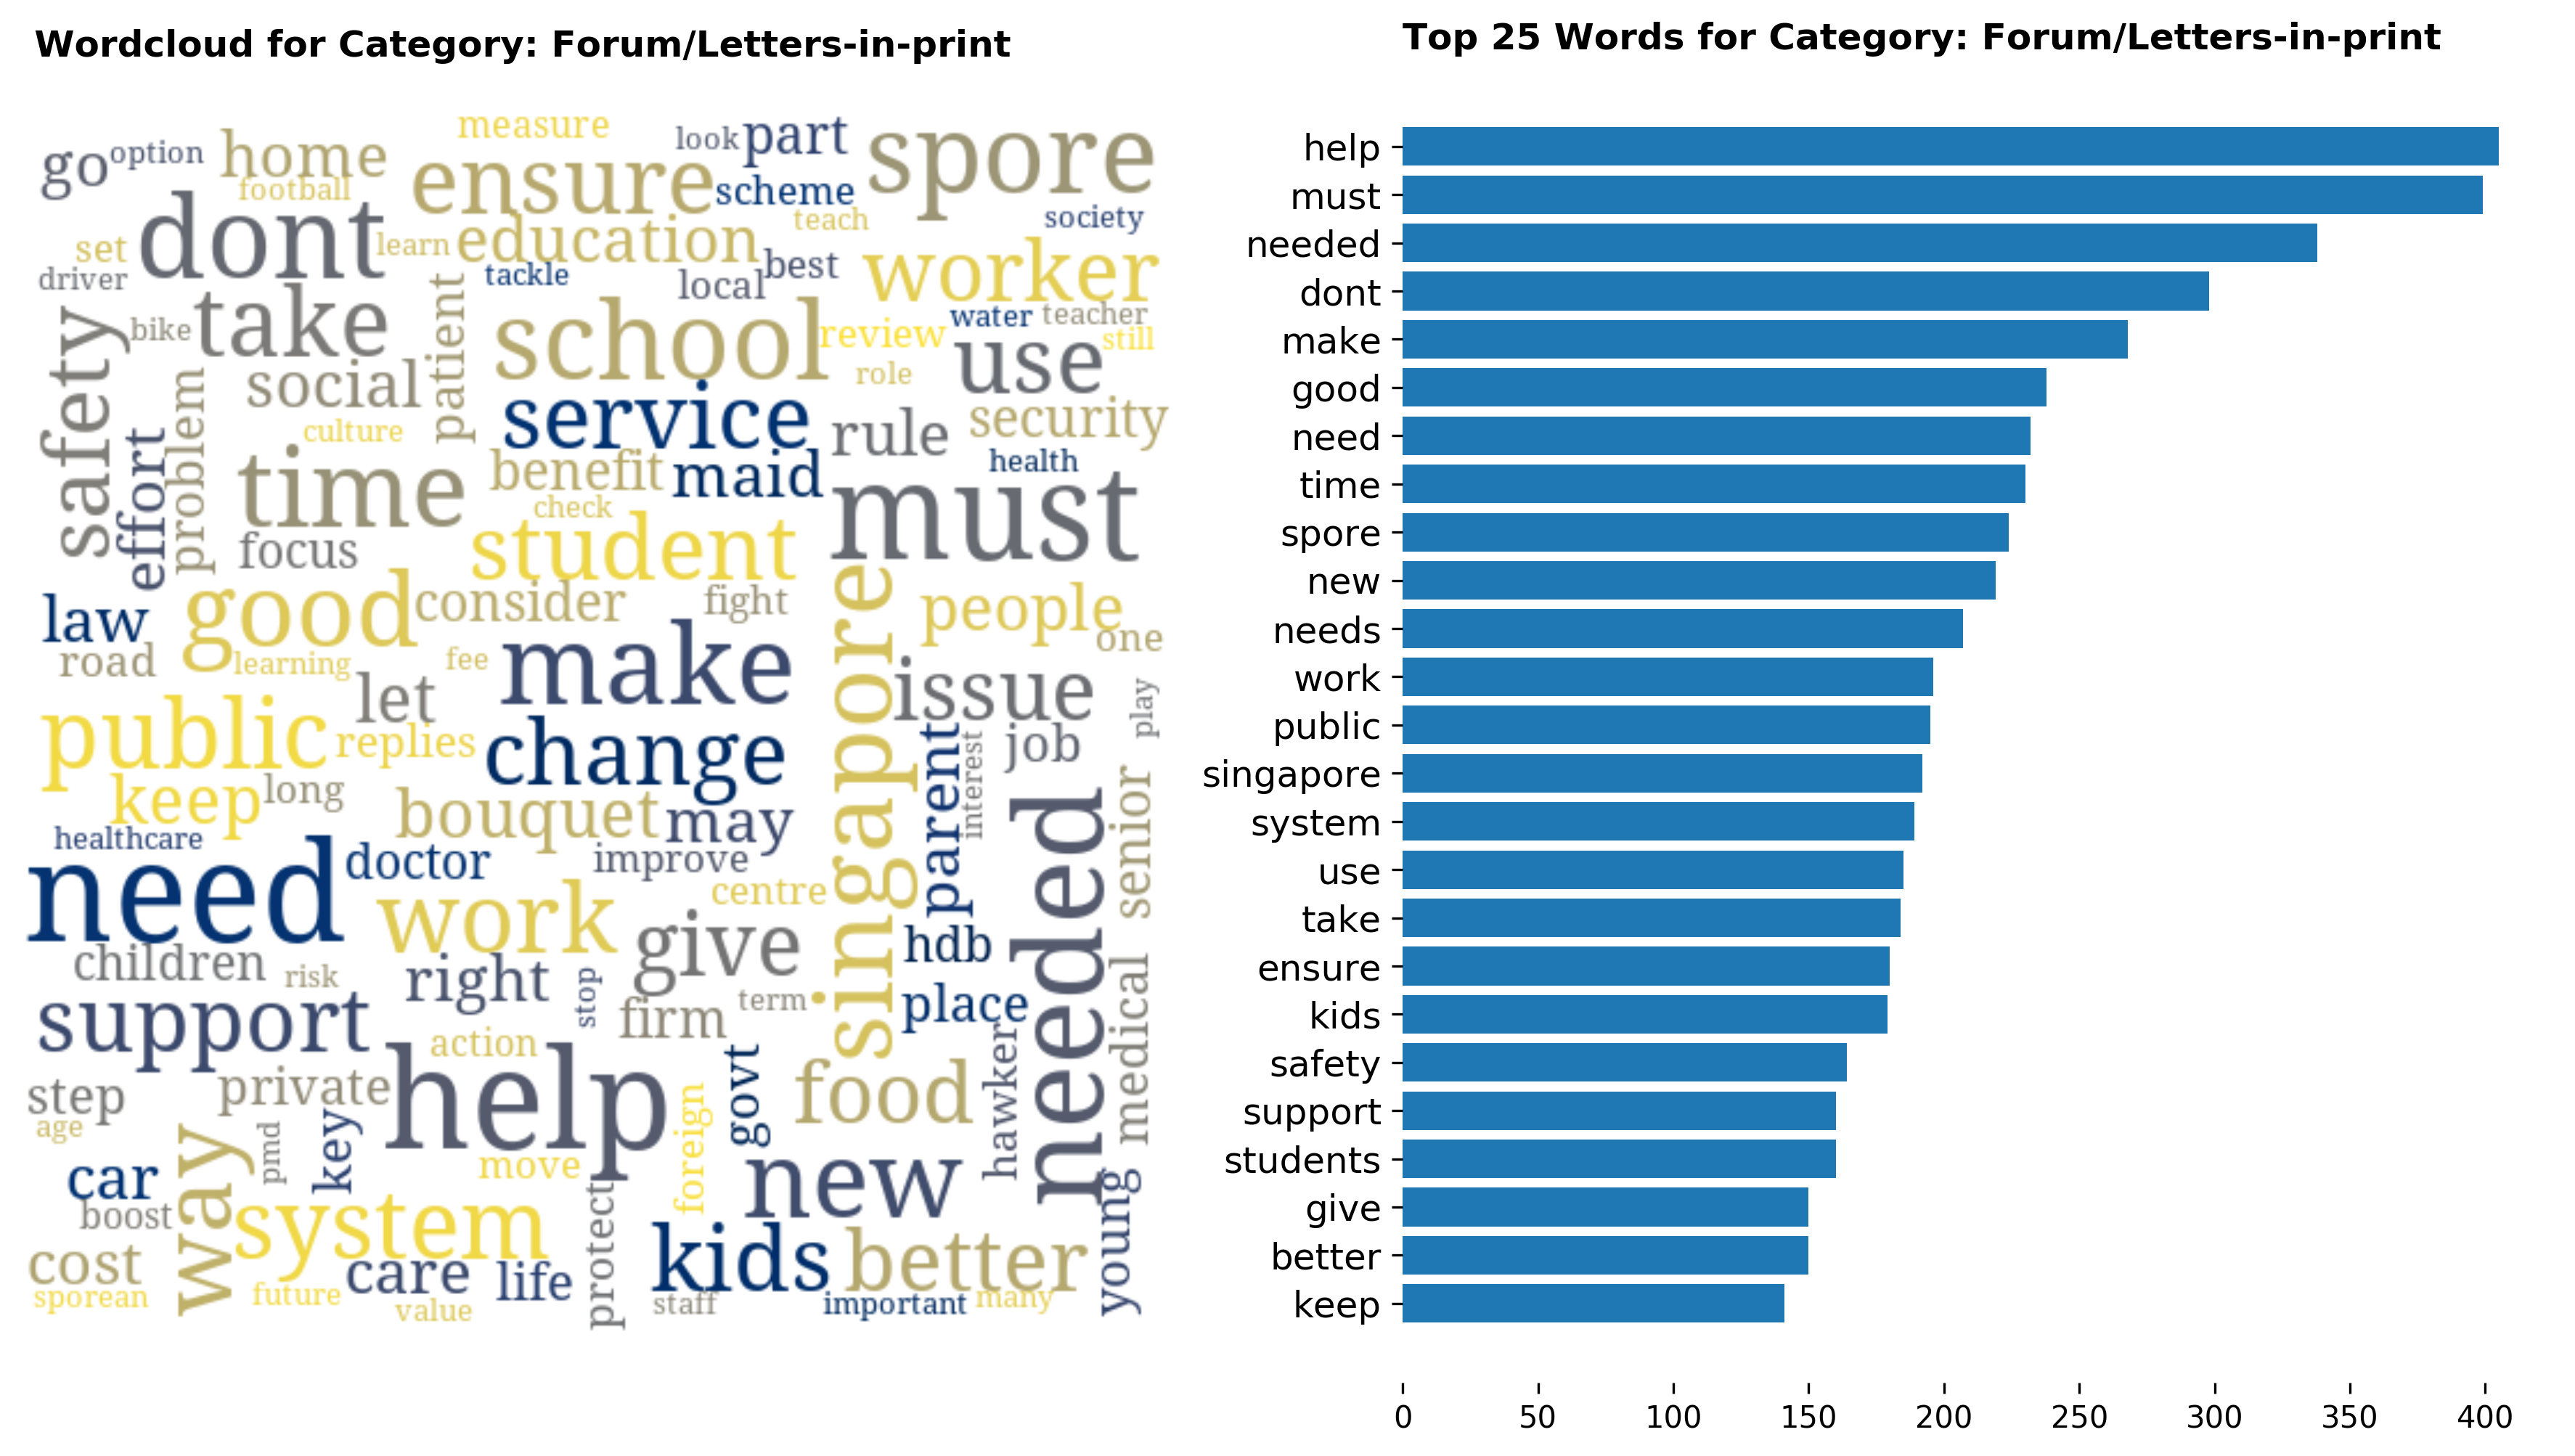 Wordcloud for Category: Forum/Letters-in-print
measure
look
part
spore
go
option
home
ensure
scheme
football
teach
society
dont
learn
education
set
tackle
local
best
worker
driver
safety
bike
take
patient
school
review
water
teacher
still
use
social
role
problem
culture
service
rule
security
effort
time
benefit
maid
health
must
check
focus
student
singapore
law
good
consider
fight
people
one
road
learning
fee
let
make
issue
play
public
replies
change
parent
interest
job
keep
long
bouquet
may
senior
healthcare
need
doctor
improve
centre
needed
work
give
hdb
children
risk
right
stop
firm
term
place
medical
support
action
hawker
step
private
help
foreign
govt
food
age
way
pmd
key
move
new
car
boost
system
protect
young
cost
care
life
kids
better
sporean
future
value
staff
important
many
Top 25 Words for Category: Forum/Letters-in-print
help
must
needed
dont
make
good
need
time
spore
new
needs
work
public
singapore
system
use
take
ensure
kids
safety
support
students
give
better
keep
0 50 100 150 200 250 300 350 400